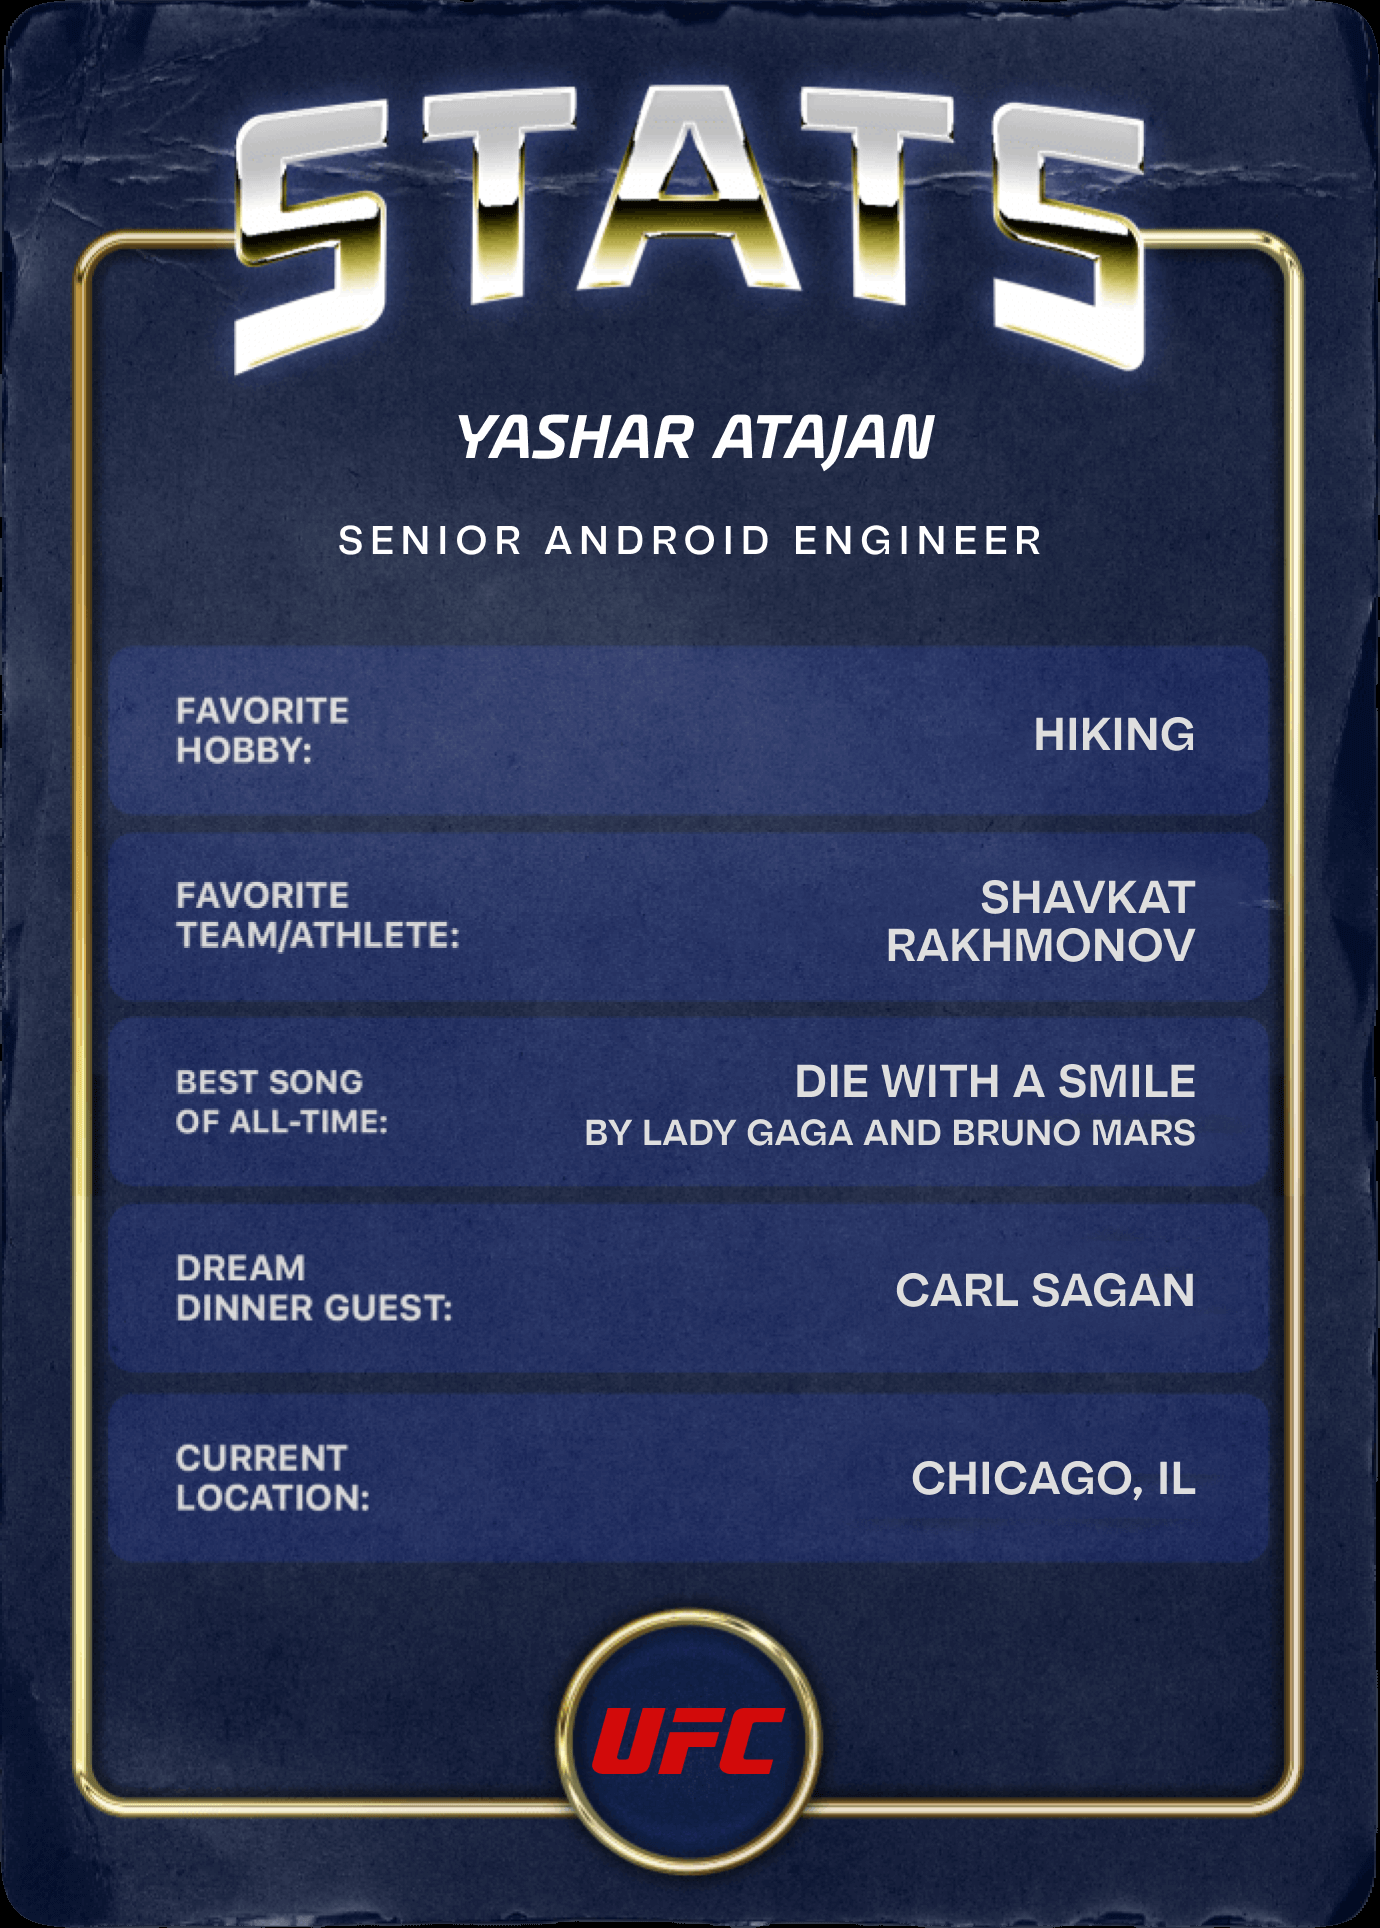 STATS
YASHAR ATAJAN
SENIOR ANDROID ENGINEER
FAVORITE
HOBBY:
HIKING
FAVORITE
TEAM/ATHLETE:
SHAVKAT
RAKHMONOV
BEST SONG
OF ALL-TIME:
DIE WITH A SMILE
BY LADY GAGA AND BRUNO MARS
DREAM
DINNER GUEST:
CARL SAGAN
CURRENT
LOCATION:
CHICAGO, IL
UFC